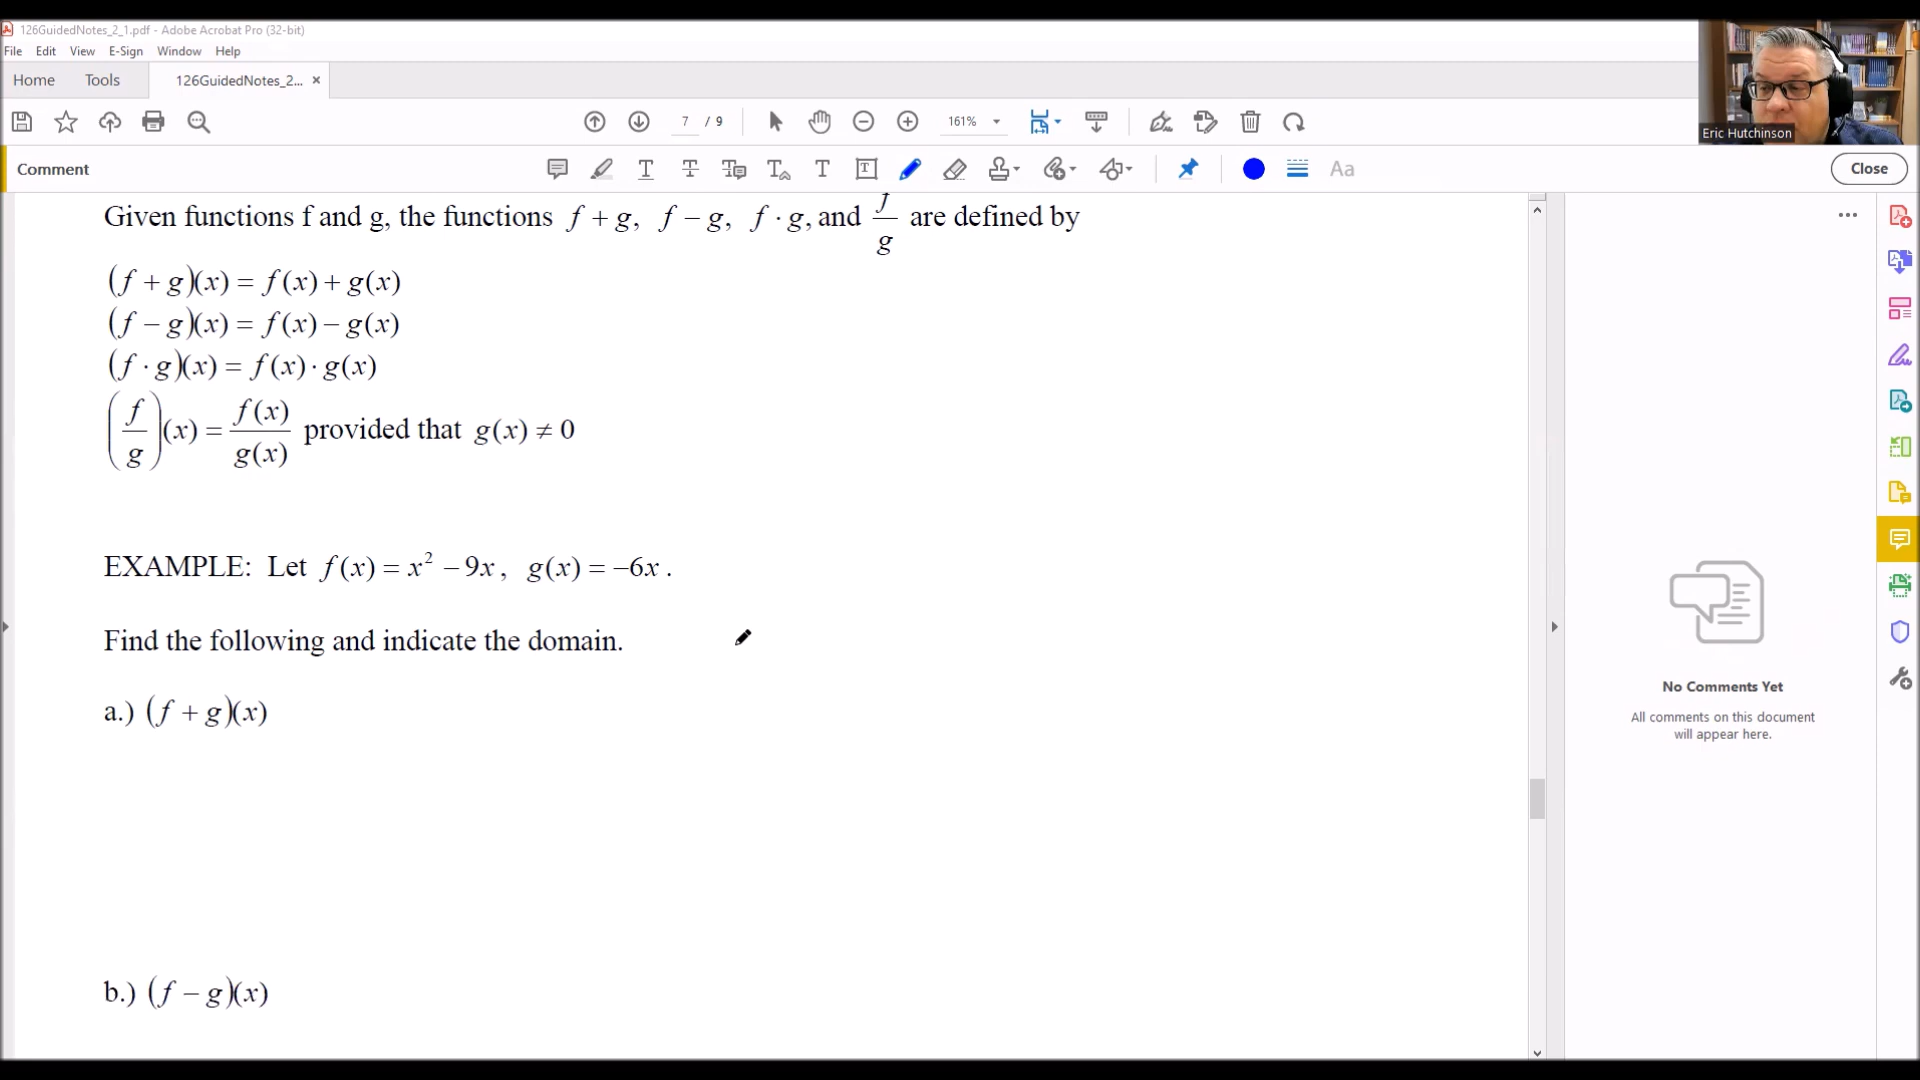 126GuidedNotes_2_1.pdf - Adobe Acrobat Pro (32-bit)
File Edit View E-Sign Window Help
Home Tools 126GuidedNotes_2... ×
7 / 9 161%
Eric Hutchinson
Comment
Aa
Close
Given functions f and g, the functions f + g, f − g, f · g, and f/g are defined by
(f + g)(x) = f(x) + g(x)
(f − g)(x) = f(x) − g(x)
(f · g)(x) = f(x) · g(x)
(f/g)(x) = f(x)/g(x) provided that g(x) ≠ 0
EXAMPLE: Let f(x) = x² − 9x, g(x) = −6x.
Find the following and indicate the domain.
a.) (f + g)(x)
b.) (f − g)(x)
No Comments Yet
All comments on this document
will appear here.